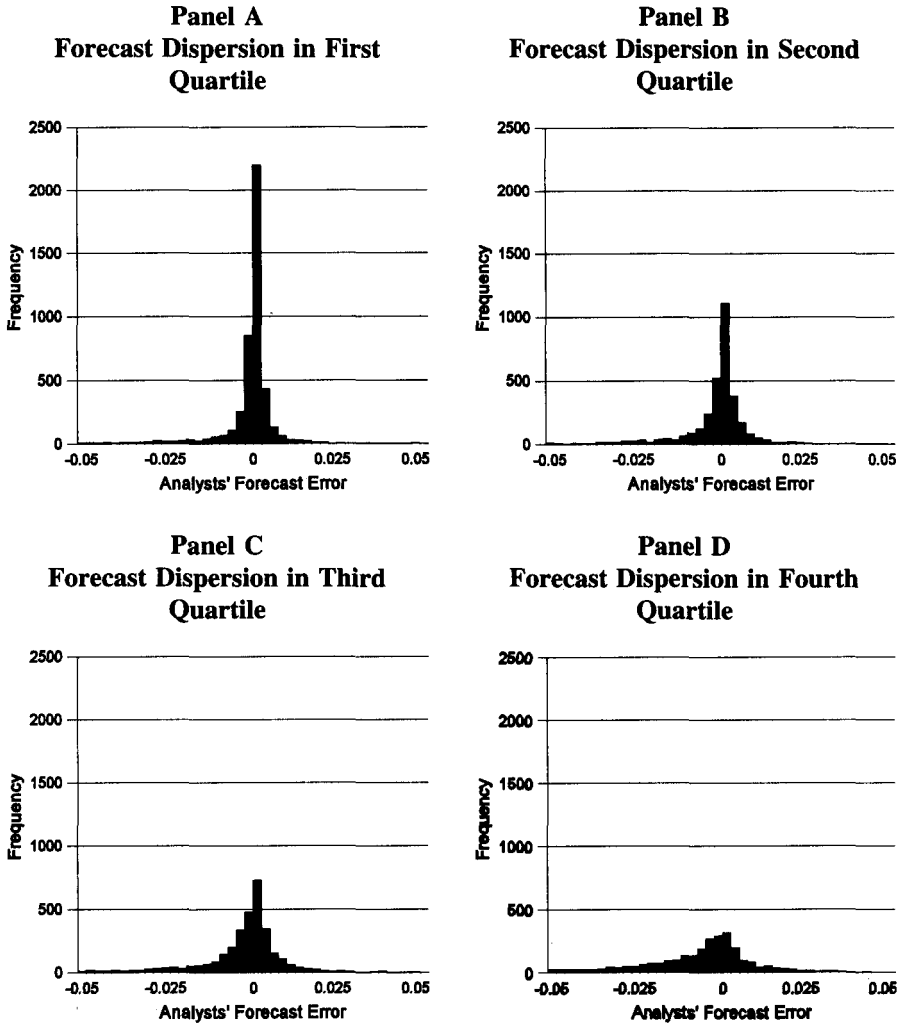 Panel A
Forecast Dispersion in First
Quartile
2500
2000
1500
1000
500
0
Frequency
-0.05 -0.025 0 0.025 0.05
Analysts' Forecast Error
Panel B
Forecast Dispersion in Second
Quartile
2500
2000
1500
1000
500
0
Frequency
-0.05 -0.025 0 0.025 0.05
Analysts' Forecast Error
Panel C
Forecast Dispersion in Third
Quartile
2500
2000
1500
1000
500
0
Frequency
-0.05 -0.025 0 0.025 0.05
Analysts' Forecast Error
Panel D
Forecast Dispersion in Fourth
Quartile
2500
2000
1500
1000
500
0
Frequency
-0.05 -0.025 0 0.025 0.05
Analysts' Forecast Error